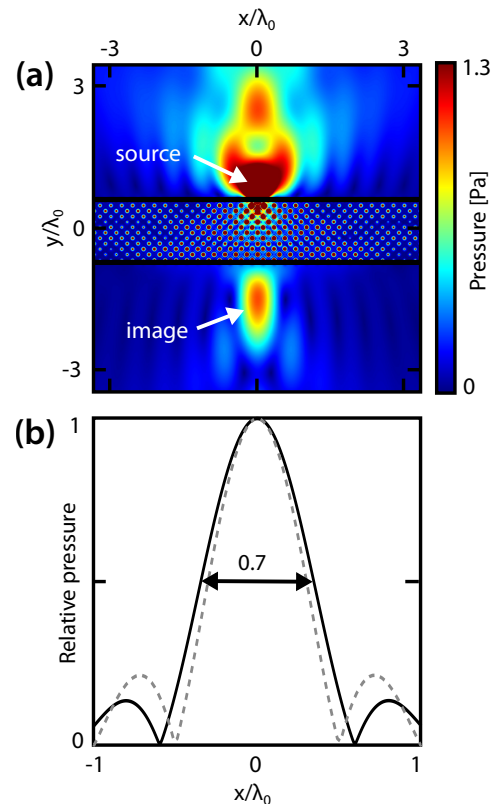 x/λ₀
-3 0 3
(a)
1.3
3
source
y/λ₀
0
Pressure [Pa]
image
-3
0
(b)
1
0.7
Relative pressure
0
-1 0 1
x/λ₀